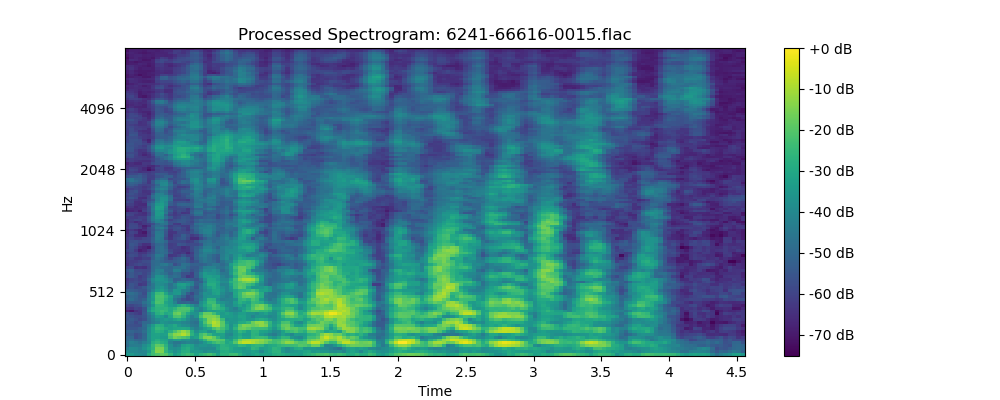 Processed Spectrogram: 6241-66616-0015.flac
Hz
4096
2048
1024
512
0
0 0.5 1 1.5 2 2.5 3 3.5 4 4.5
Time
+0 dB
-10 dB
-20 dB
-30 dB
-40 dB
-50 dB
-60 dB
-70 dB